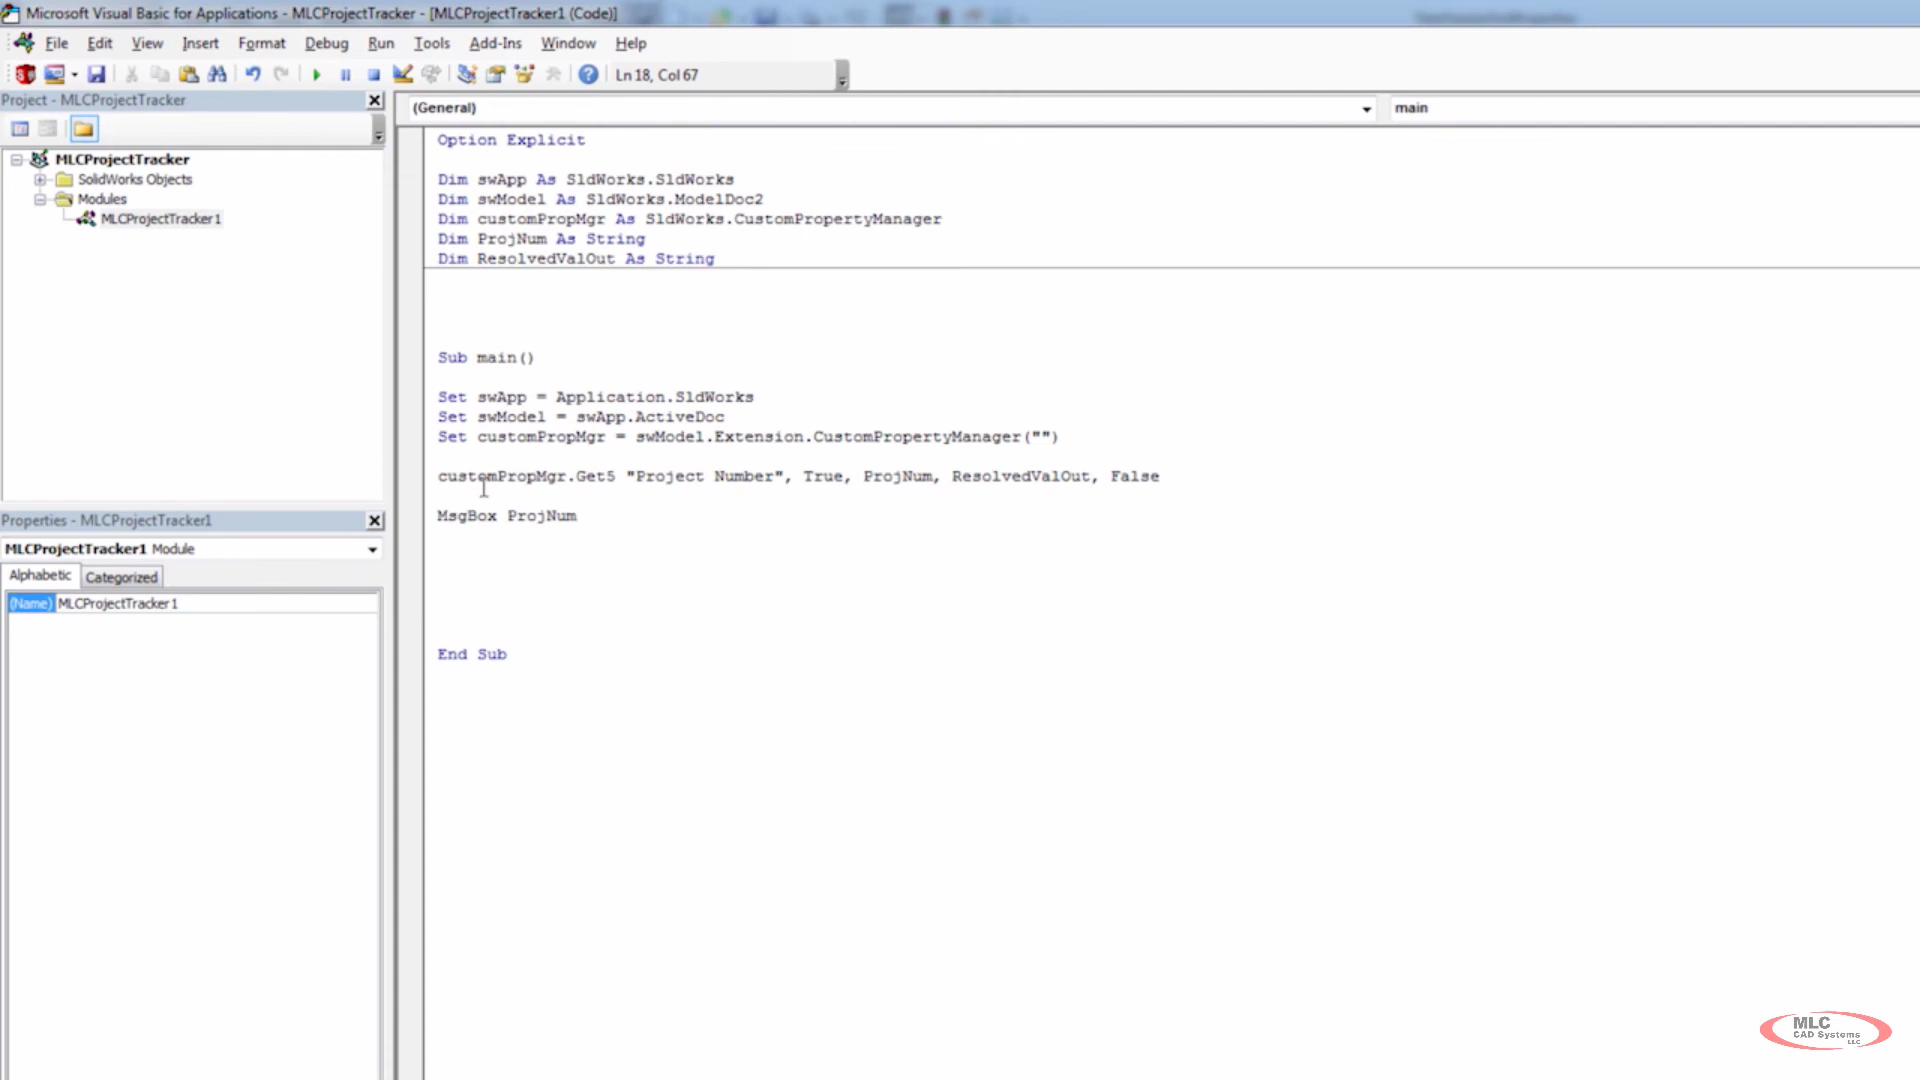 Microsoft Visual Basic for Applications - MLCProjectTracker - [MLCProjectTracker1 (Code)]
File Edit View Insert Format Debug Run Tools Add-Ins Window Help
Ln 18, Col 67
Project - MLCProjectTracker
MLCProjectTracker
SolidWorks Objects
Modules
MLCProjectTracker1
Properties - MLCProjectTracker1
MLCProjectTracker1 Module
Alphabetic Categorized
(Name) MLCProjectTracker1
(General) main
Option Explicit
Dim swApp As SldWorks.SldWorks
Dim swModel As SldWorks.ModelDoc2
Dim customPropMgr As SldWorks.CustomPropertyManager
Dim ProjNum As String
Dim ResolvedValOut As String
Sub main()
Set swApp = Application.SldWorks
Set swModel = swApp.ActiveDoc
Set customPropMgr = swModel.Extension.CustomPropertyManager("")
customPropMgr.Get5 "Project Number", True, ProjNum, ResolvedValOut, False
MsgBox ProjNum
End Sub
MLC
CAD Systems
LLC